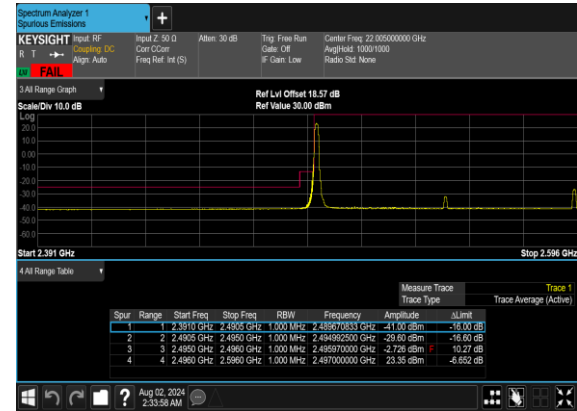 Spectrum Analyzer 1
Spurious Emissions
KEYSIGHT Input: RF Input Z: 50 Ω Atten: 30 dB Trig: Free Run Center Freq: 22.005000000 GHz
R T Coupling: DC Corr CCorr Gate: Off Avg|Hold: 1000/1000
Align: Auto Freq Ref: Int (S) IF Gain: Low Radio Std: None
LM FAIL
3 All Range Graph Ref Lvl Offset 18.57 dB
Scale/Div 10.0 dB Ref Value 30.00 dBm
Log
20.0
10.0
0.00
-10.0
-20.0
-30.0
-40.0
-50.0
-60.0
Start 2.391 GHz Stop 2.596 GHz
4 All Range Table
Measure Trace Trace 1
Trace Type Trace Average (Active)
Spur Range Start Freq Stop Freq RBW Frequency Amplitude ΔLimit
1 1 2.3910 GHz 2.4905 GHz 1.000 MHz 2.489670833 GHz -41.00 dBm -16.00 dB
2 2 2.4905 GHz 2.4950 GHz 1.000 MHz 2.494992500 GHz -29.60 dBm -16.60 dB
3 3 2.4950 GHz 2.4960 GHz 1.000 MHz 2.495970000 GHz -2.726 dBm F 10.27 dB
4 4 2.4960 GHz 2.5960 GHz 1.000 MHz 2.497000000 GHz 23.35 dBm -6.652 dB
? Aug 02, 2024
2:33:58 AM